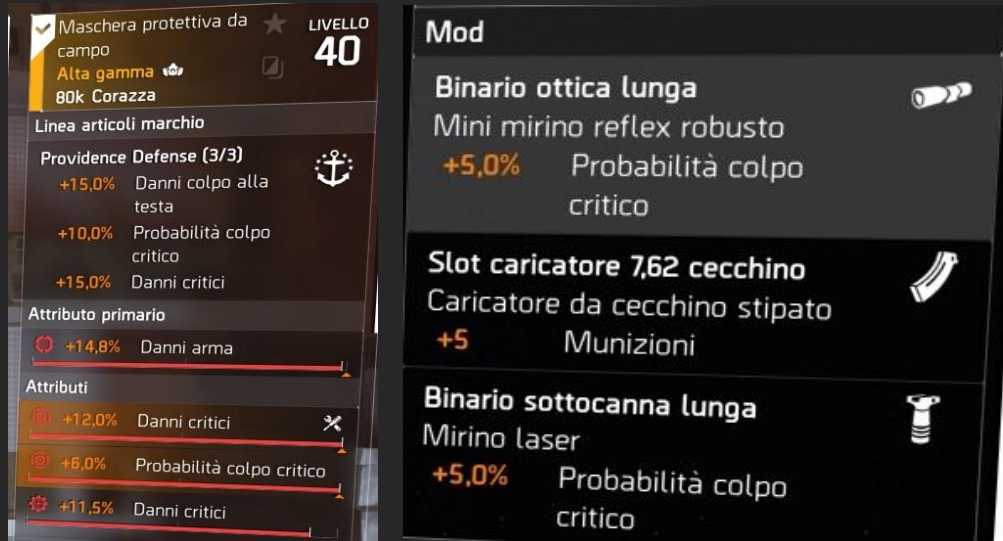 Maschera protettiva da
campo
Alta gamma
80k Corazza
LIVELLO
40
Linea articoli marchio
Providence Defense (3/3)
+15,0% Danni colpo alla
testa
+10,0% Probabilità colpo
critico
+15,0% Danni critici
Attributo primario
+14,8% Danni arma
Attributi
+12,0% Danni critici
+6,0% Probabilità colpo critico
+11,5% Danni critici
Mod
Binario ottica lunga
Mini mirino reflex robusto
+5,0% Probabilità colpo
critico
Slot caricatore 7,62 cecchino
Caricatore da cecchino stipato
+5 Munizioni
Binario sottocanna lunga
Mirino laser
+5,0% Probabilità colpo
critico